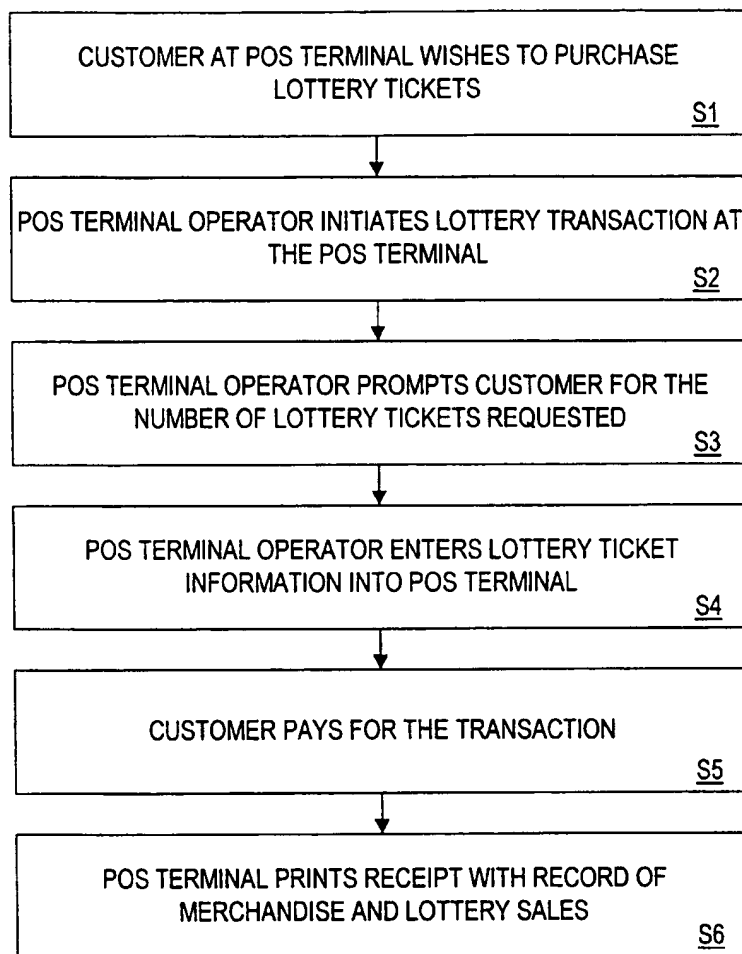 CUSTOMER AT POS TERMINAL WISHES TO PURCHASE
LOTTERY TICKETS
S1
POS TERMINAL OPERATOR INITIATES LOTTERY TRANSACTION AT
THE POS TERMINAL
S2
POS TERMINAL OPERATOR PROMPTS CUSTOMER FOR THE
NUMBER OF LOTTERY TICKETS REQUESTED
S3
POS TERMINAL OPERATOR ENTERS LOTTERY TICKET
INFORMATION INTO POS TERMINAL
S4
CUSTOMER PAYS FOR THE TRANSACTION
S5
POS TERMINAL PRINTS RECEIPT WITH RECORD OF
MERCHANDISE AND LOTTERY SALES
S6